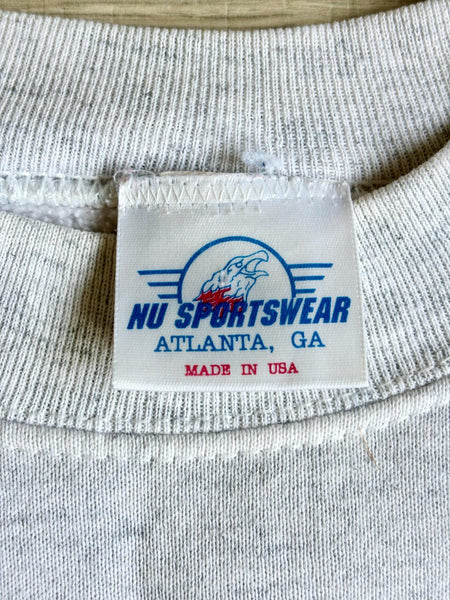 NU SPORTSWEAR
ATLANTA, GA
MADE IN USA